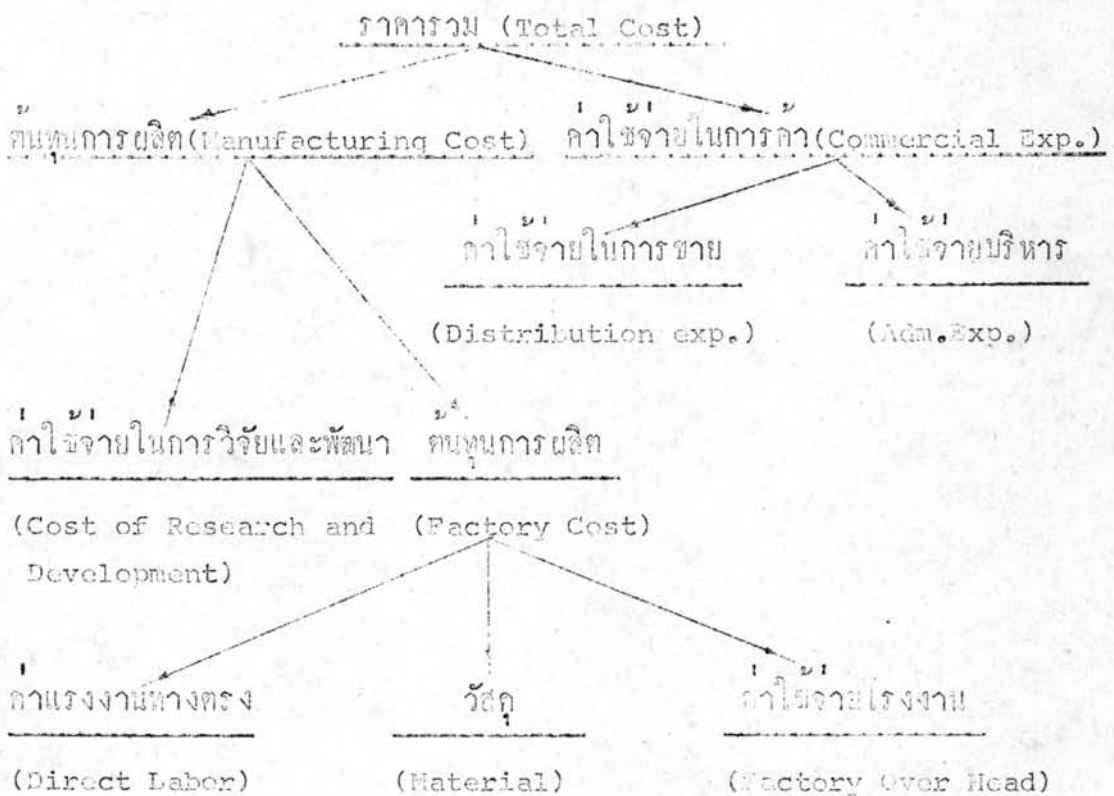 ราคารวม (Total Cost)
ต้นทุนการผลิต(Manufacturing Cost) ค่าใช้จ่ายในการค้า(Commercial Exp.)
ค่าใช้จ่ายในการขาย ค่าใช้จ่ายบริหาร
(Distribution exp.) (Adm.Exp.)
ค่าใช้จ่ายในการวิจัยและพัฒนา ต้นทุนการผลิต
(Cost of Research and (Factory Cost)
Development)
ค่าแรงงานทางตรง วัสดุ ค่าใช้จ่ายโรงงาน
(Direct Labor) (Material) (Factory Over Head)